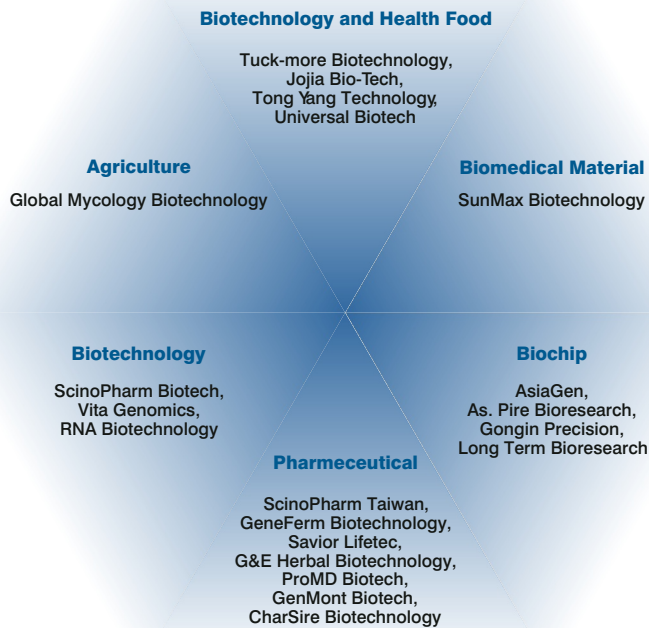 Biotechnology and Health Food
Tuck-more Biotechnology,
Jojia Bio-Tech,
Tong Yang Technology,
Universal Biotech
Agriculture
Global Mycology Biotechnology
Biomedical Material
SunMax Biotechnology
Biotechnology
ScinoPharm Biotech,
Vita Genomics,
RNA Biotechnology
Biochip
AsiaGen,
As. Pire Bioresearch,
Gongin Precision,
Long Term Bioresearch
Pharmeceutical
ScinoPharm Taiwan,
GeneFerm Biotechnology,
Savior Lifetec,
G&E Herbal Biotechnology,
ProMD Biotech,
GenMont Biotech,
CharSire Biotechnology